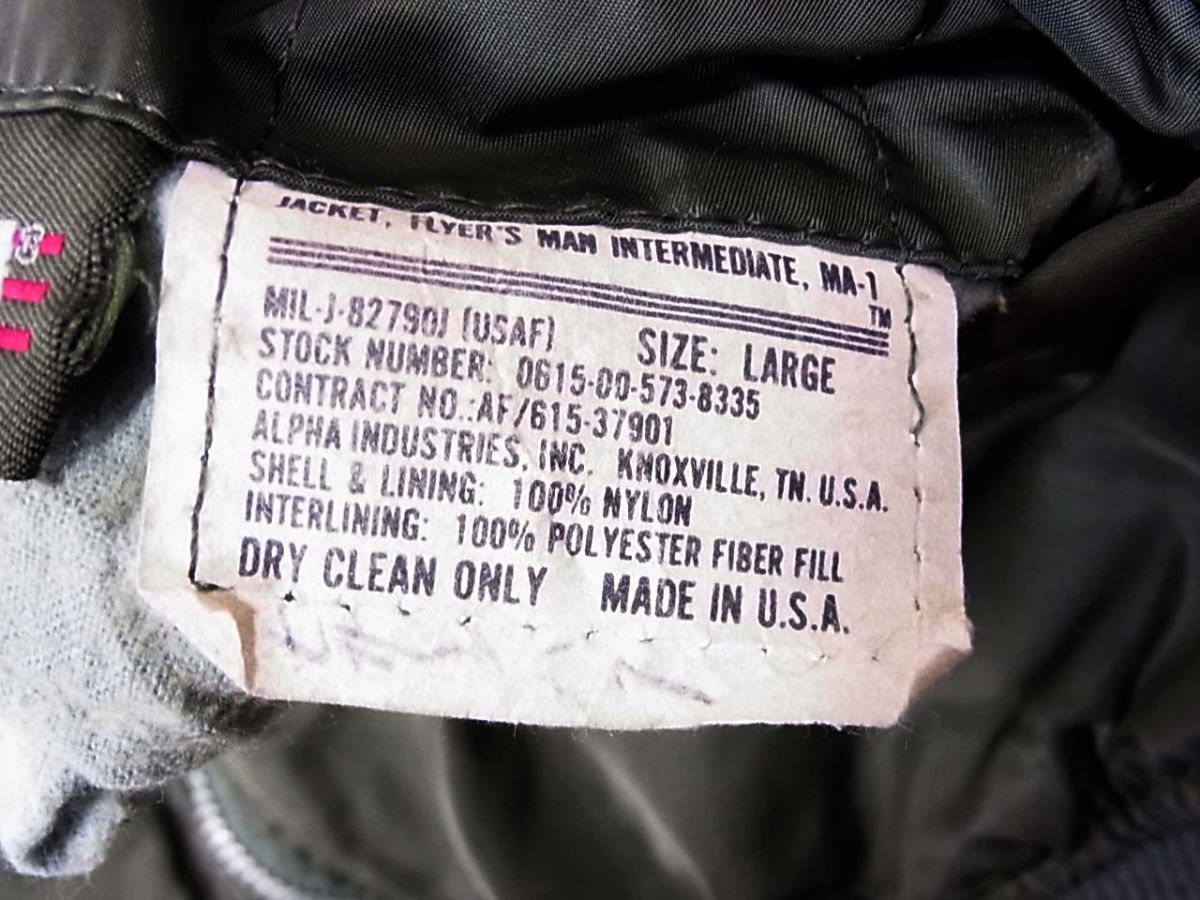 JACKET, FLYER'S MAN INTERMEDIATE, MA-1
TM
MIL-J-82790J (USAF) SIZE: LARGE
STOCK NUMBER: 0615-00-573-8335
CONTRACT NO.:AF/615-37901
ALPHA INDUSTRIES, INC. KNOXVILLE, TN. U.S.A.
SHELL & LINING: 100% NYLON
INTERLINING: 100% POLYESTER FIBER FILL
DRY CLEAN ONLY MADE IN U.S.A.